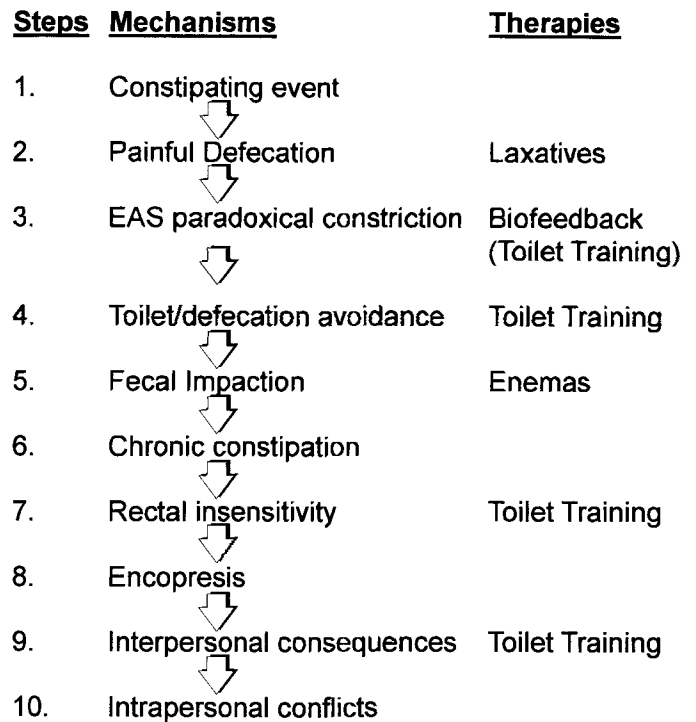 Steps Mechanisms Therapies
1. Constipating event
2. Painful Defecation Laxatives
3. EAS paradoxical constriction Biofeedback
(Toilet Training)
4. Toilet/defecation avoidance Toilet Training
5. Fecal Impaction Enemas
6. Chronic constipation
7. Rectal insensitivity Toilet Training
8. Encopresis
9. Interpersonal consequences Toilet Training
10. Intrapersonal conflicts